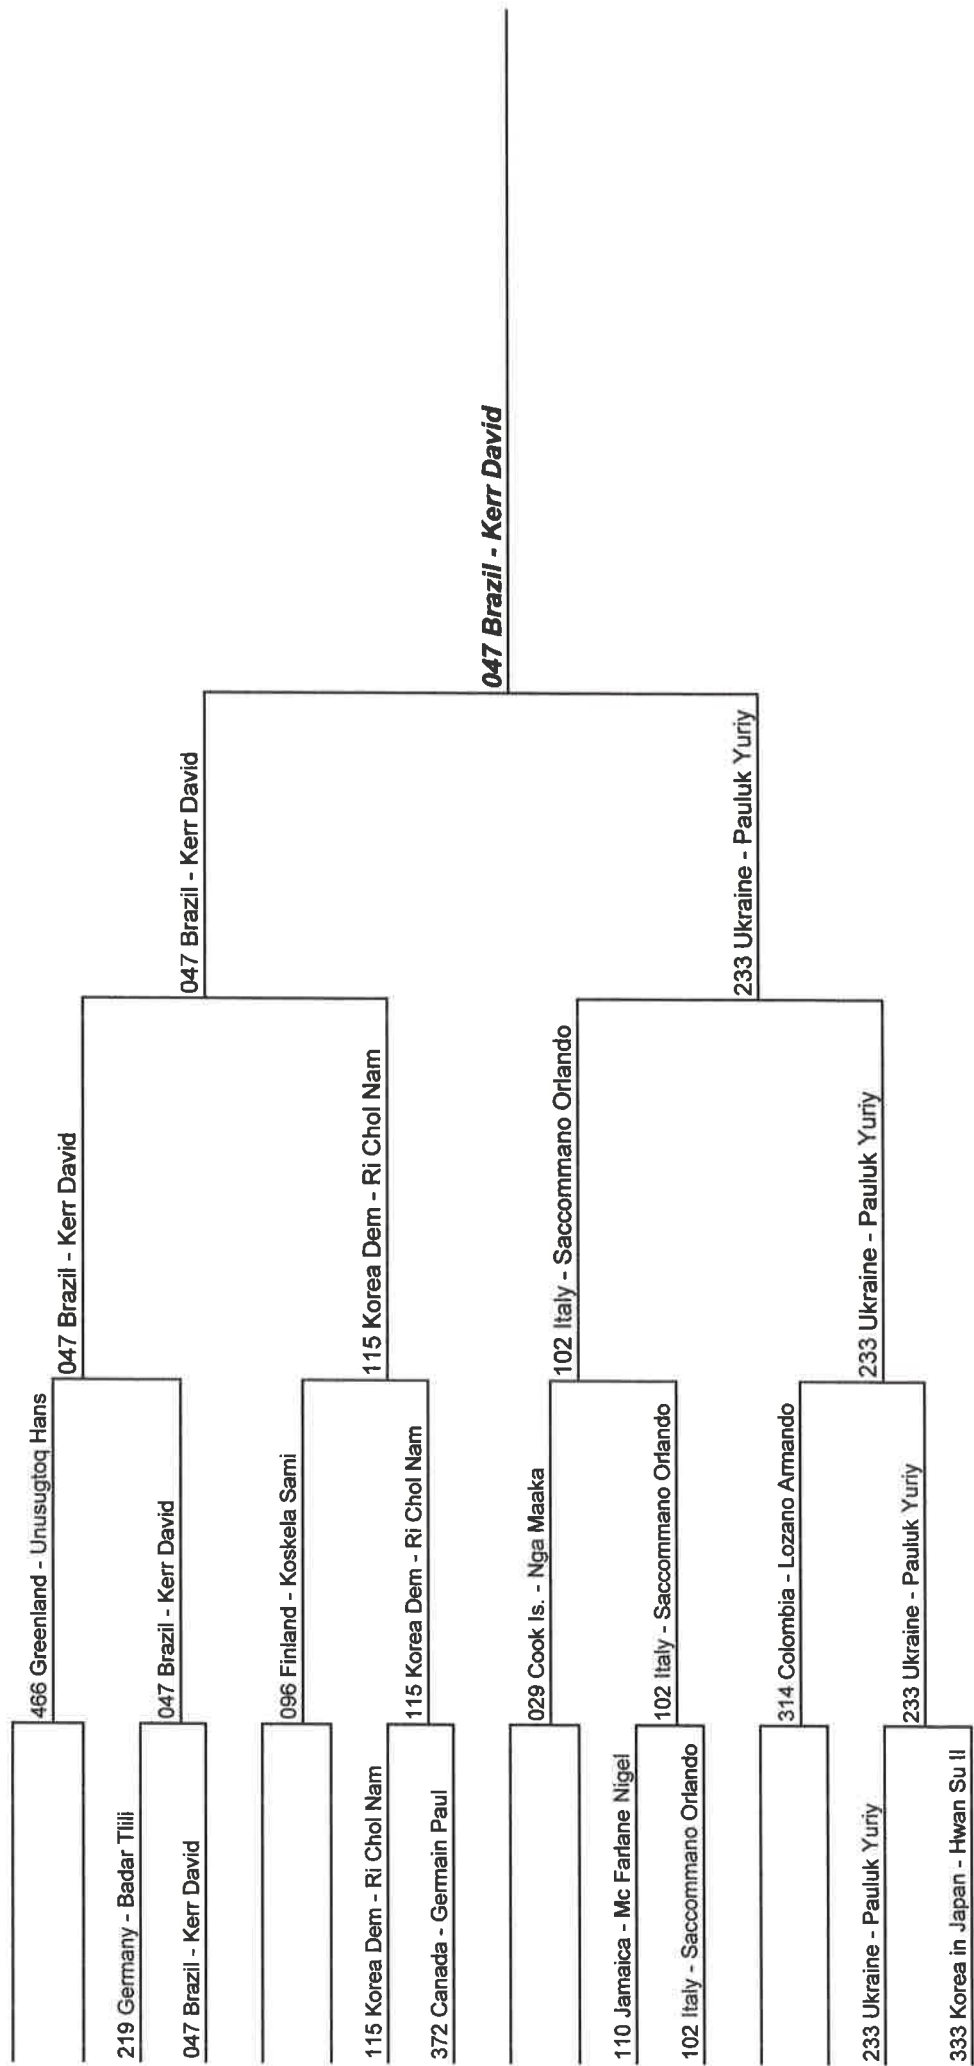 219 Germany - Badar Tlili
047 Brazil - Kerr David
115 Korea Dem - Ri Chol Nam
372 Canada - Germain Paul
110 Jamaica - Mc Farlane Nigel
102 Italy - Saccommano Orlando
233 Ukraine - Pauluk Yuriy
333 Korea in Japan - Hwan Su Il
466 Greenland - Unusugtoq Hans
047 Brazil - Kerr David
096 Finland - Koskela Sami
115 Korea Dem - Ri Chol Nam
029 Cook Is. - Nga Maaka
102 Italy - Saccommano Orlando
314 Colombia - Lozano Armando
233 Ukraine - Pauluk Yuriy
047 Brazil - Kerr David
115 Korea Dem - Ri Chol Nam
102 Italy - Saccommano Orlando
233 Ukraine - Pauluk Yuriy
047 Brazil - Kerr David
233 Ukraine - Pauluk Yuriy
047 Brazil - Kerr David